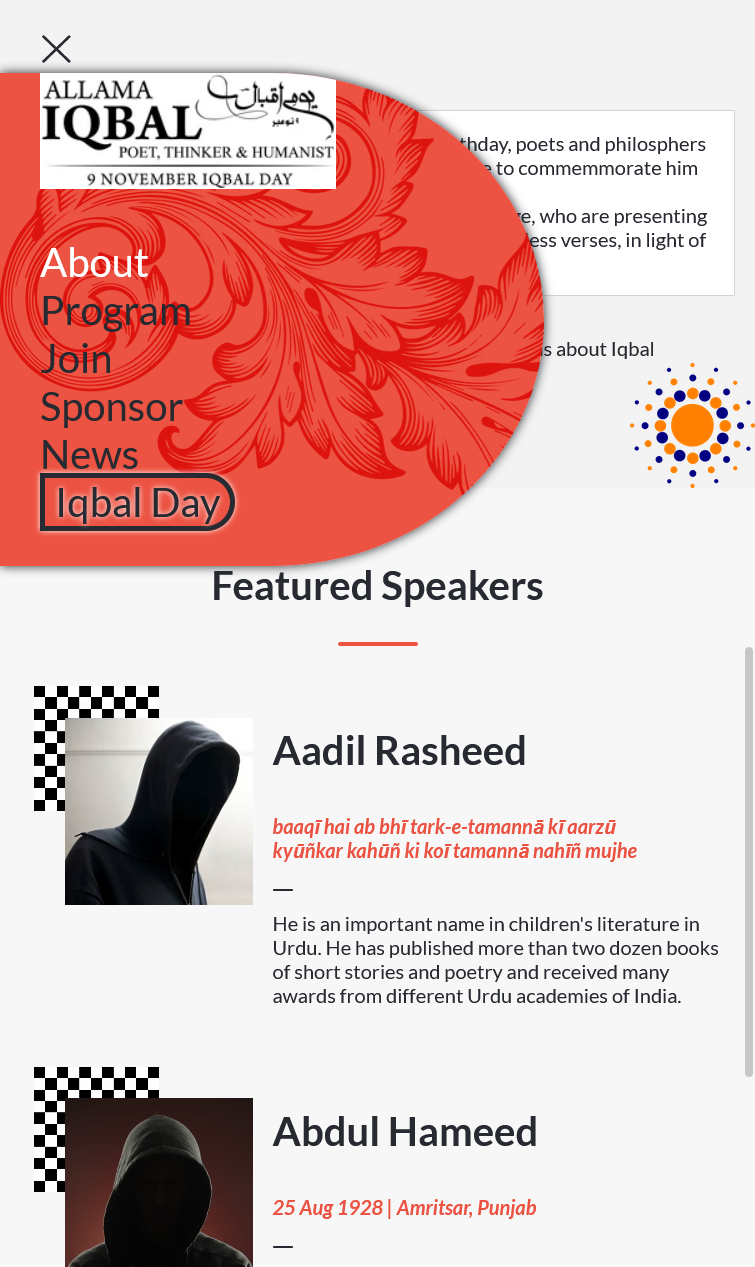 ALLAMA
IQBAL
یومِ اقبال
۹ نومبر
POET, THINKER & HUMANIST
9 NOVEMBER IQBAL DAY
About
Program
Join
Sponsor
News
Iqbal Day
thday, poets and philosphers
to commemmorate him
who are presenting
ess verses, in light of
s about Iqbal
Featured Speakers
Aadil Rasheed
baaqī hai ab bhī tark-e-tamannā kī aarzū
kyūñkar kahūñ ki koī tamannā nahīñ mujhe
He is an important name in children's literature in
Urdu. He has published more than two dozen books
of short stories and poetry and received many
awards from different Urdu academies of India.
Abdul Hameed
25 Aug 1928 | Amritsar, Punjab